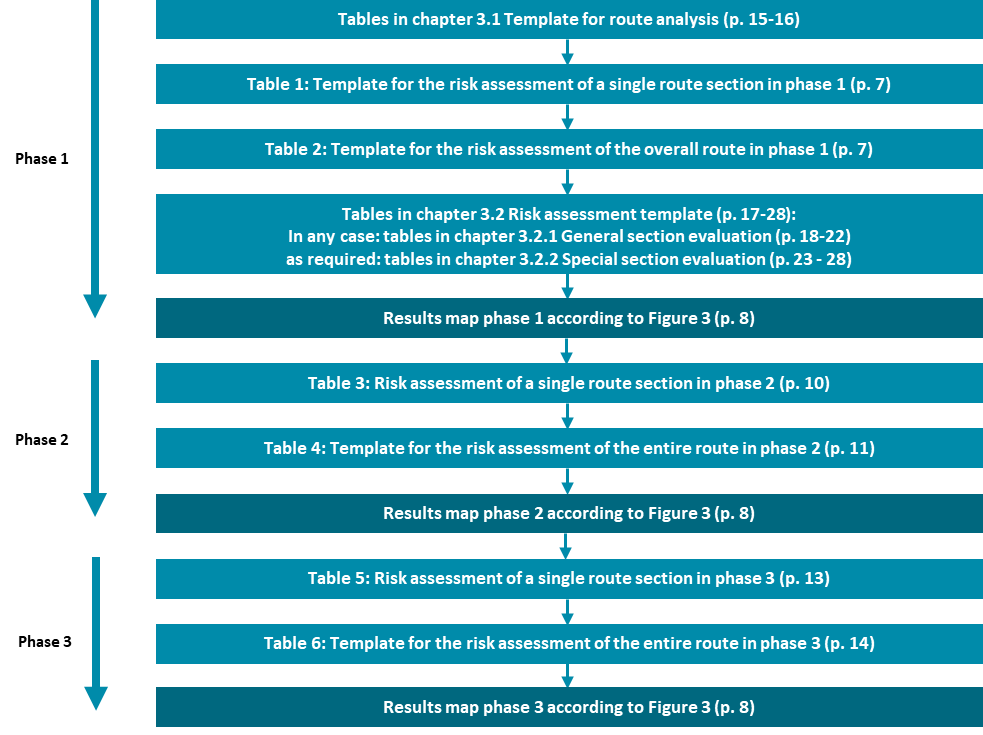 Tables in chapter 3.1 Template for route analysis (p. 15-16)
Table 1: Template for the risk assessment of a single route section in phase 1 (p. 7)
Phase 1
Table 2: Template for the risk assessment of the overall route in phase 1 (p. 7)
Tables in chapter 3.2 Risk assessment template (p. 17-28):
In any case: tables in chapter 3.2.1 General section evaluation (p. 18-22)
as required: tables in chapter 3.2.2 Special section evaluation (p. 23 - 28)
Results map phase 1 according to Figure 3 (p. 8)
Table 3: Risk assessment of a single route section in phase 2 (p. 10)
Phase 2
Table 4: Template for the risk assessment of the entire route in phase 2 (p. 11)
Results map phase 2 according to Figure 3 (p. 8)
Table 5: Risk assessment of a single route section in phase 3 (p. 13)
Phase 3
Table 6: Template for the risk assessment of the entire route in phase 3 (p. 14)
Results map phase 3 according to Figure 3 (p. 8)